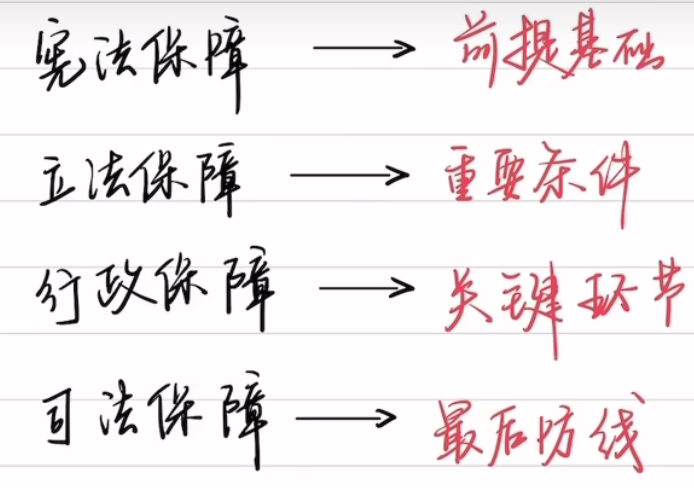 宪法保障 → 前提基础
立法保障 → 重要条件
行政保障 → 关键环节
司法保障 → 最后防线